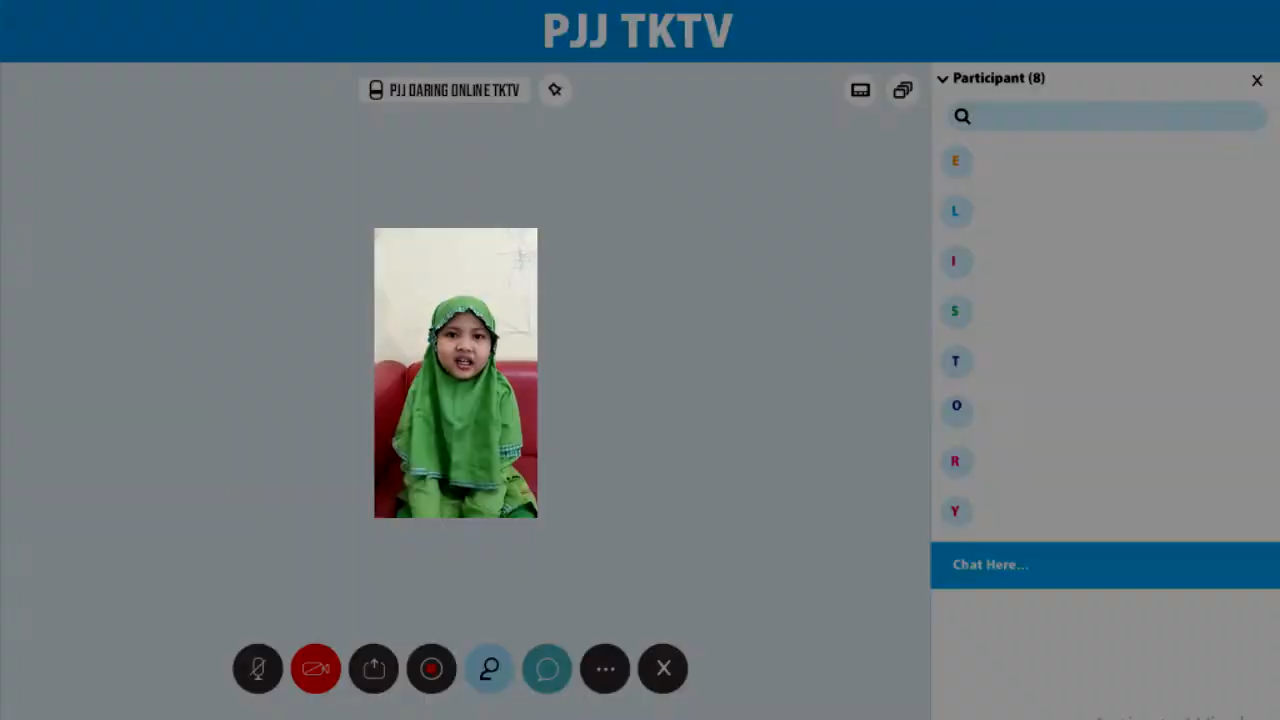 PJJ TKTV
PJJ DARING ONLINE TKTV
Participant (8)
E
L
I
S
T
O
R
Y
Chat Here...